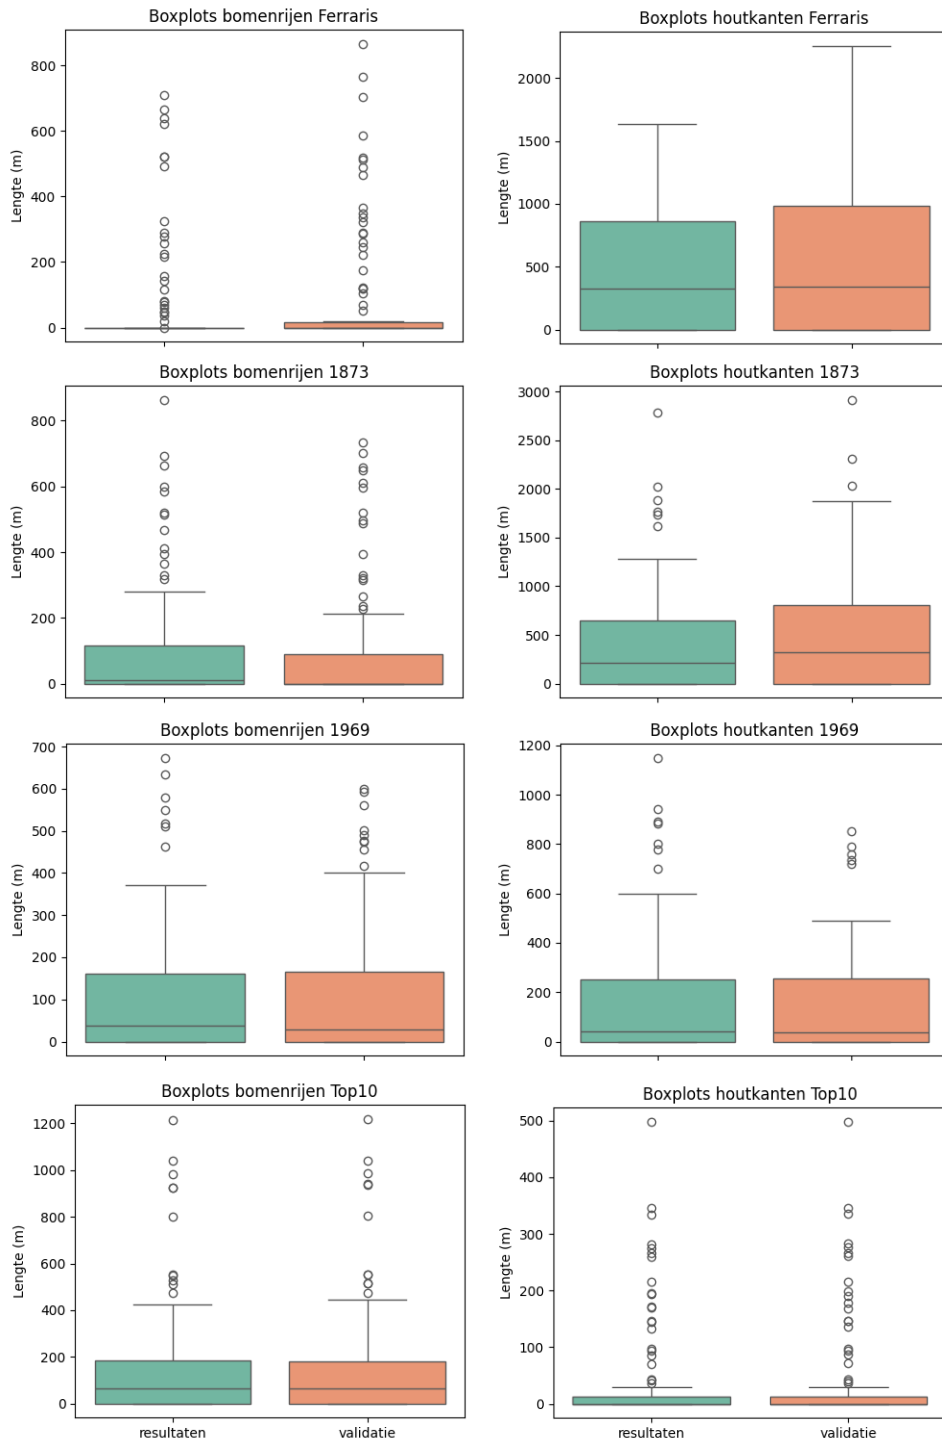 Boxplots bomenrijen Ferraris
Lengte (m)
800
600
400
200
0
Boxplots houtkanten Ferraris
Lengte (m)
2000
1500
1000
500
0
Boxplots bomenrijen 1873
Lengte (m)
800
600
400
200
0
Boxplots houtkanten 1873
Lengte (m)
3000
2500
2000
1500
1000
500
0
Boxplots bomenrijen 1969
Lengte (m)
700
600
500
400
300
200
100
0
Boxplots houtkanten 1969
Lengte (m)
1200
1000
800
600
400
200
0
Boxplots bomenrijen Top10
Lengte (m)
1200
1000
800
600
400
200
0
resultaten validatie
Boxplots houtkanten Top10
Lengte (m)
500
400
300
200
100
0
resultaten validatie